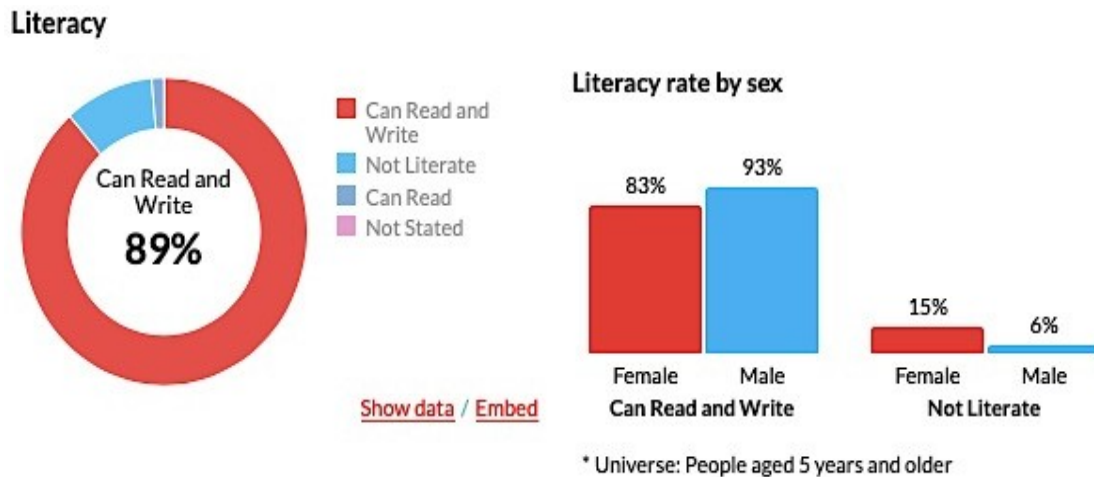 Literacy
Can Read and
Write
89%
Can Read and
Write
Not Literate
Can Read
Not Stated
Show data / Embed
Literacy rate by sex
83%
93%
15%
6%
Female
Male
Female
Male
Can Read and Write
Not Literate
* Universe: People aged 5 years and older